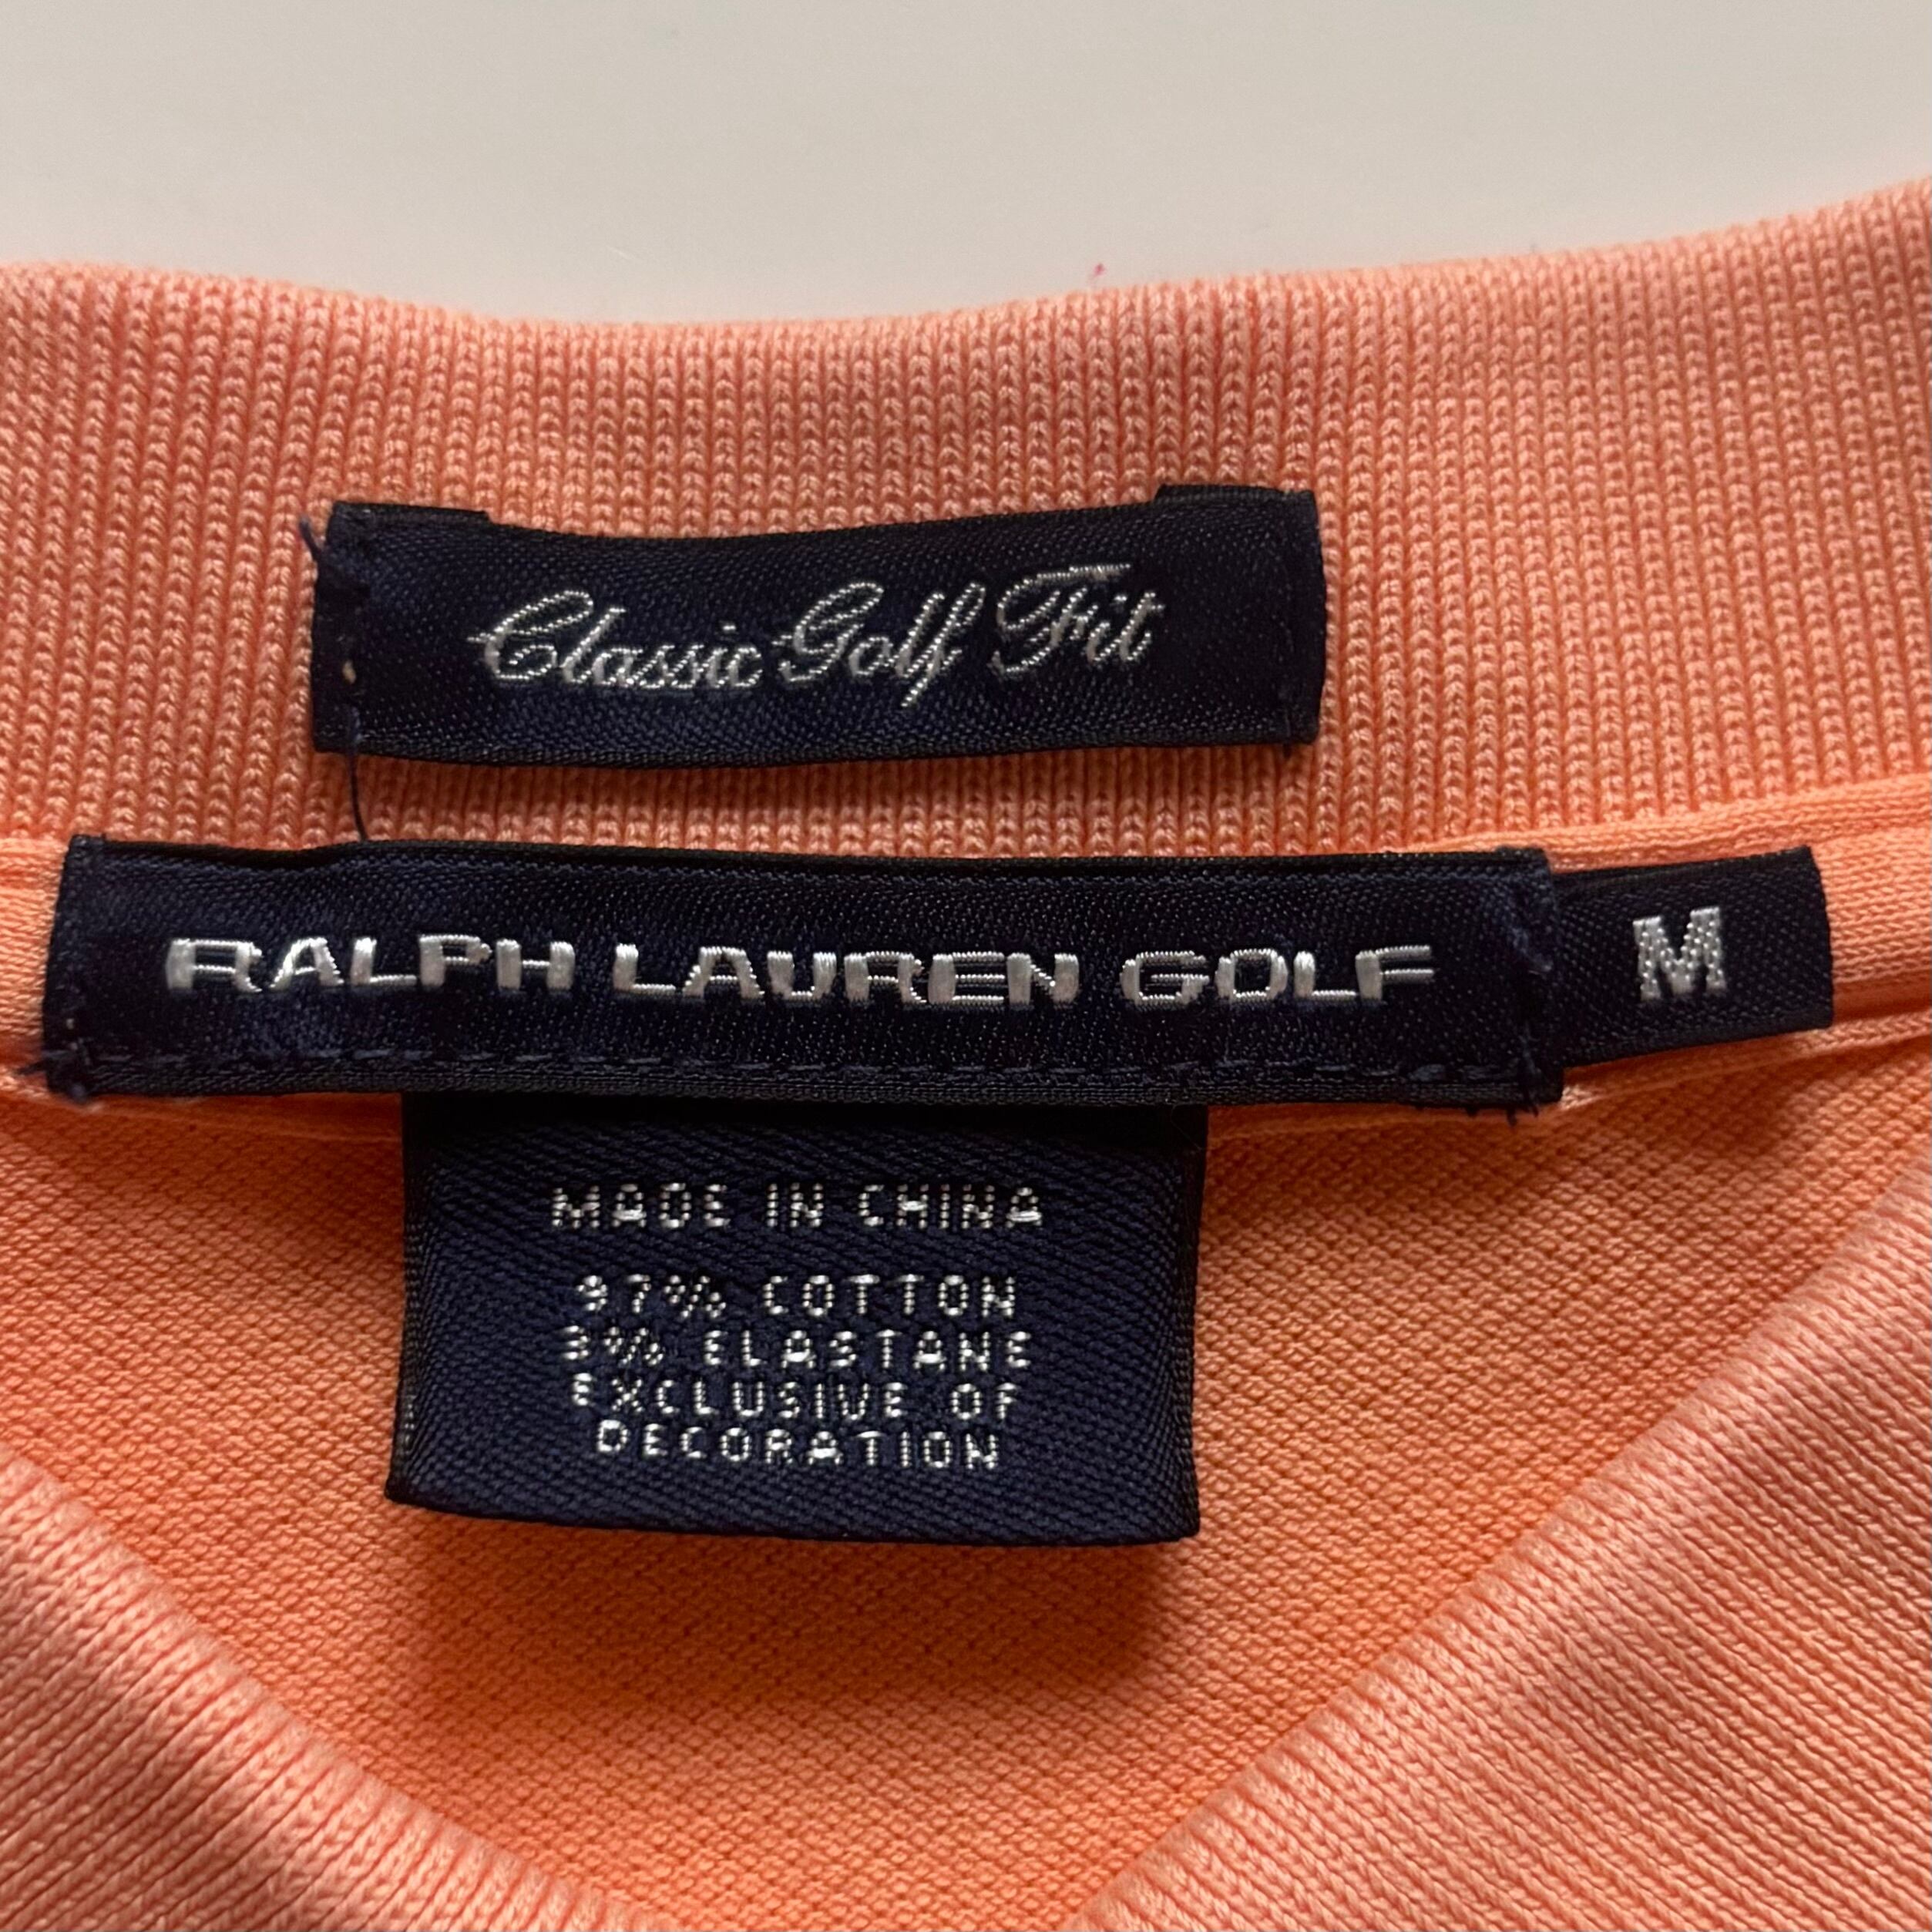 Classic Golf Fit
RALPH LAUREN GOLF M
MADE IN CHINA
97% COTTON
3% ELASTANE
EXCLUSIVE OF
DECORATION